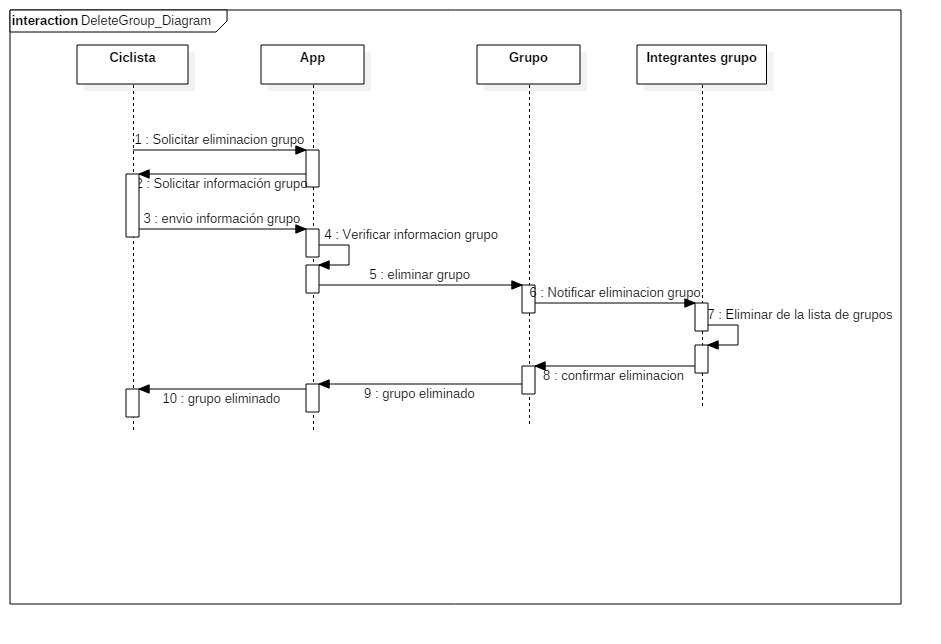 interaction DeleteGroup_Diagram
Ciclista
App
Grupo
Integrantes grupo
1 : Solicitar eliminacion grupo
2 : Solicitar información grupo
3 : envio información grupo
4 : Verificar informacion grupo
5 : eliminar grupo
6 : Notificar eliminacion grupo
7 : Eliminar de la lista de grupos
8 : confirmar eliminacion
9 : grupo eliminado
10 : grupo eliminado